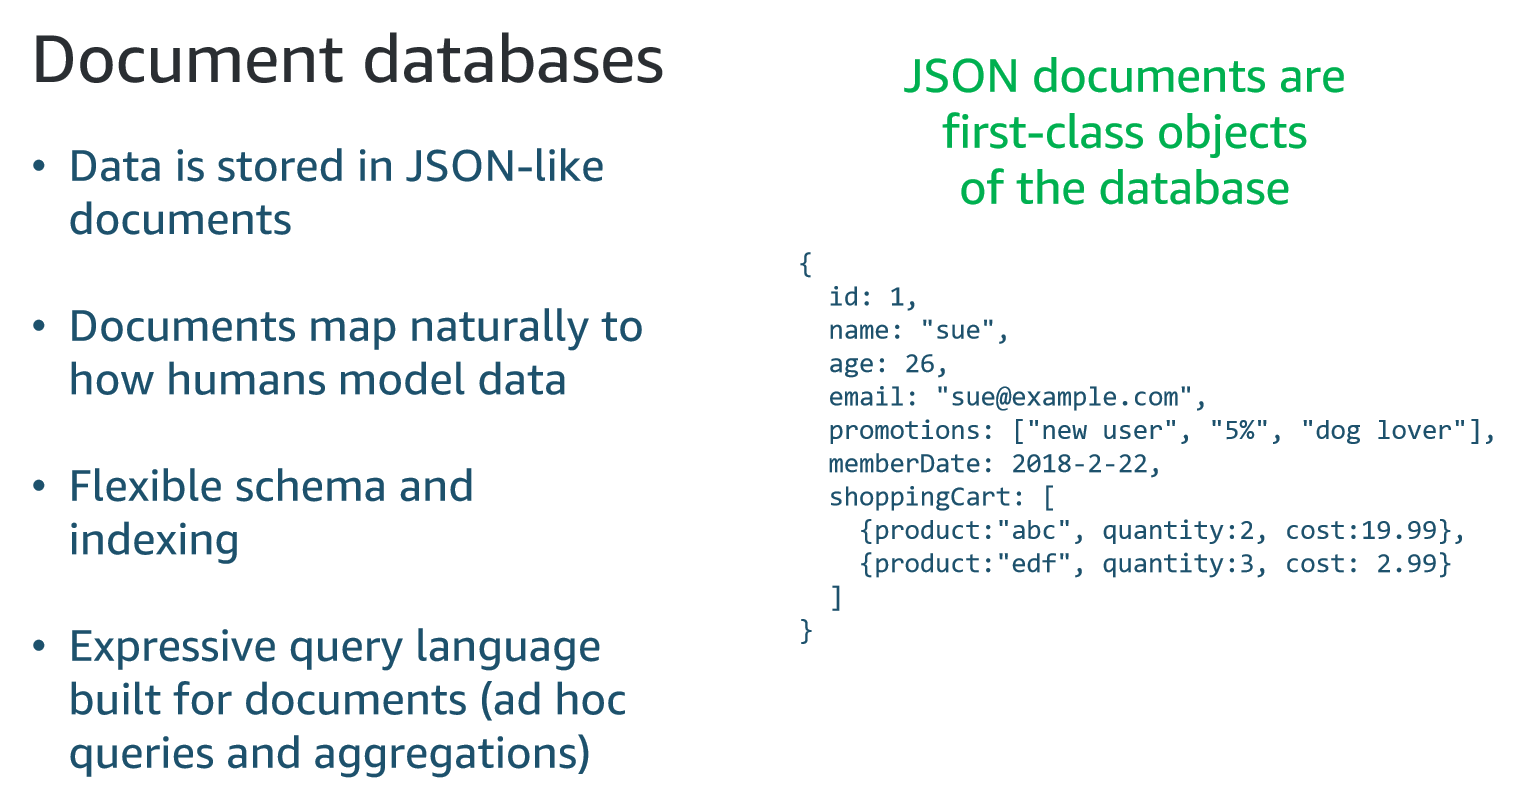 Document databases
• Data is stored in JSON-like
documents
• Documents map naturally to
how humans model data
• Flexible schema and
indexing
• Expressive query language
built for documents (ad hoc
queries and aggregations)
JSON documents are
first-class objects
of the database
{
  id: 1,
  name: "sue",
  age: 26,
  email: "sue@example.com",
  promotions: ["new user", "5%", "dog lover"],
  memberDate: 2018-2-22,
  shoppingCart: [
    {product:"abc", quantity:2, cost:19.99},
    {product:"edf", quantity:3, cost: 2.99}
  ]
}